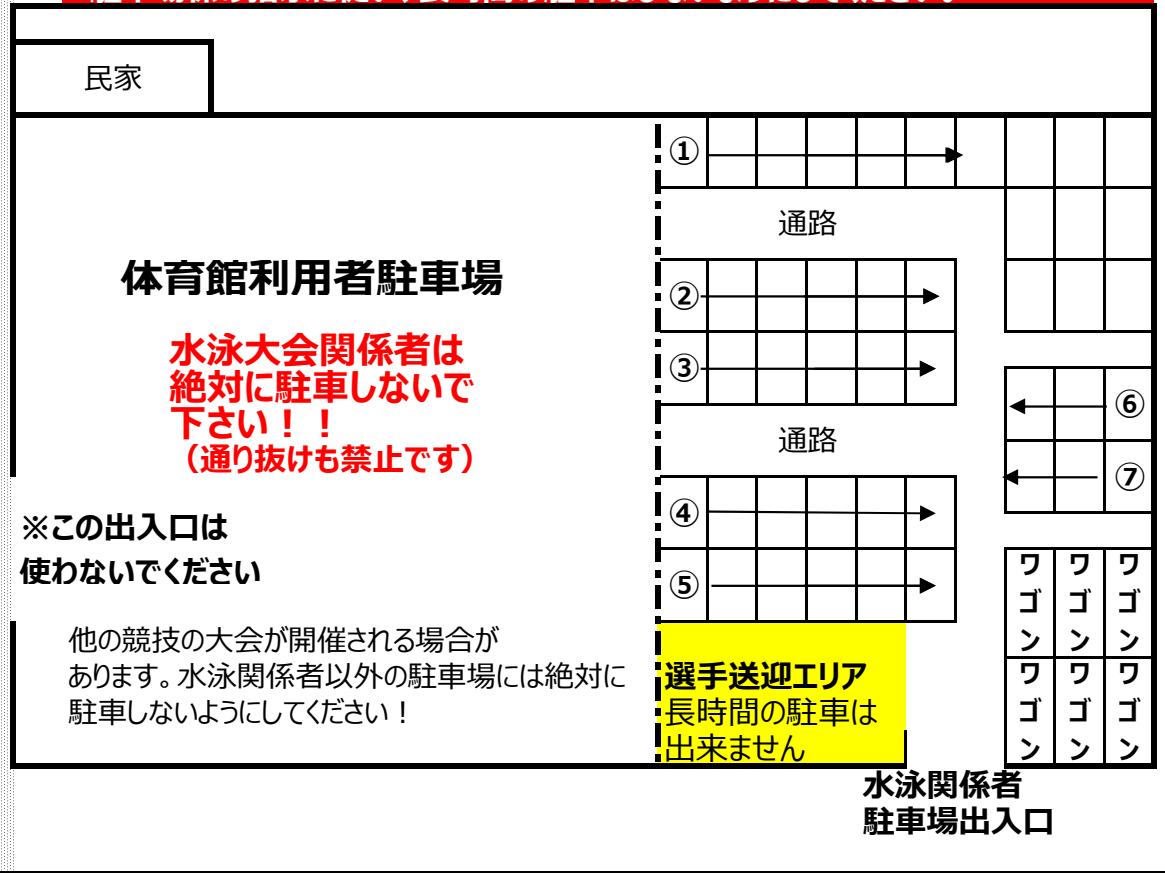 民家
①
通路
体育館利用者駐車場
②
水泳大会関係者は
絶対に駐車しないで
下さい！！
（通り抜けも禁止です）
③
⑥
通路
⑦
④
※この出入口は
使わないでください
⑤
ワゴン ワゴン ワゴン
他の競技の大会が開催される場合が
あります。水泳関係者以外の駐車場には絶対に
駐車しないようにしてください！
選手送迎エリア
長時間の駐車は
出来ません
ワゴン ワゴン ワゴン
水泳関係者
駐車場出入口